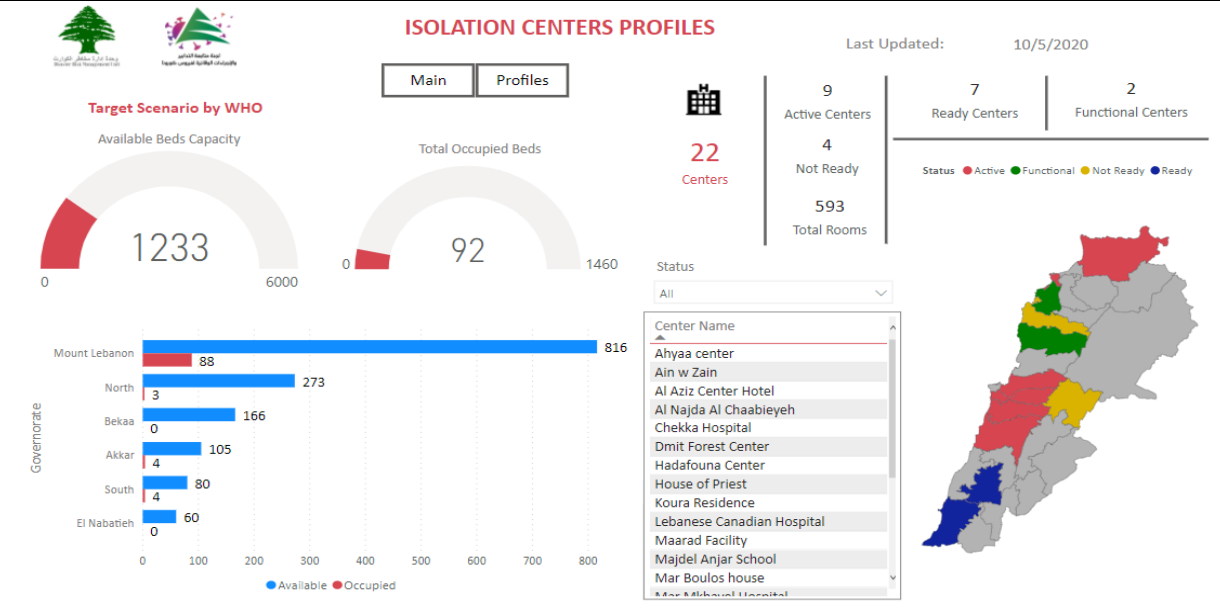 ISOLATION CENTERS PROFILES
Last Updated: 10/5/2020
Main
Profiles
Target Scenario by WHO
Available Beds Capacity
1233
0
6000
Total Occupied Beds
92
0
1460
22
Centers
9
Active Centers
4
Not Ready
593
Total Rooms
7
Ready Centers
2
Functional Centers
Status Active Functional Not Ready Ready
Status
All
Center Name
Ahyaa center
Ain w Zain
Al Aziz Center Hotel
Al Najda Al Chaabieyeh
Chekka Hospital
Dmit Forest Center
Hadafouna Center
House of Priest
Koura Residence
Lebanese Canadian Hospital
Maarad Facility
Majdel Anjar School
Mar Boulos house
Mar Mkhayel Hospital
Governorate
Mount Lebanon 816
88
North 273
3
Bekaa 166
0
Akkar 105
4
South 80
4
El Nabatieh 60
0
0 100 200 300 400 500 600 700 800
Available Occupied